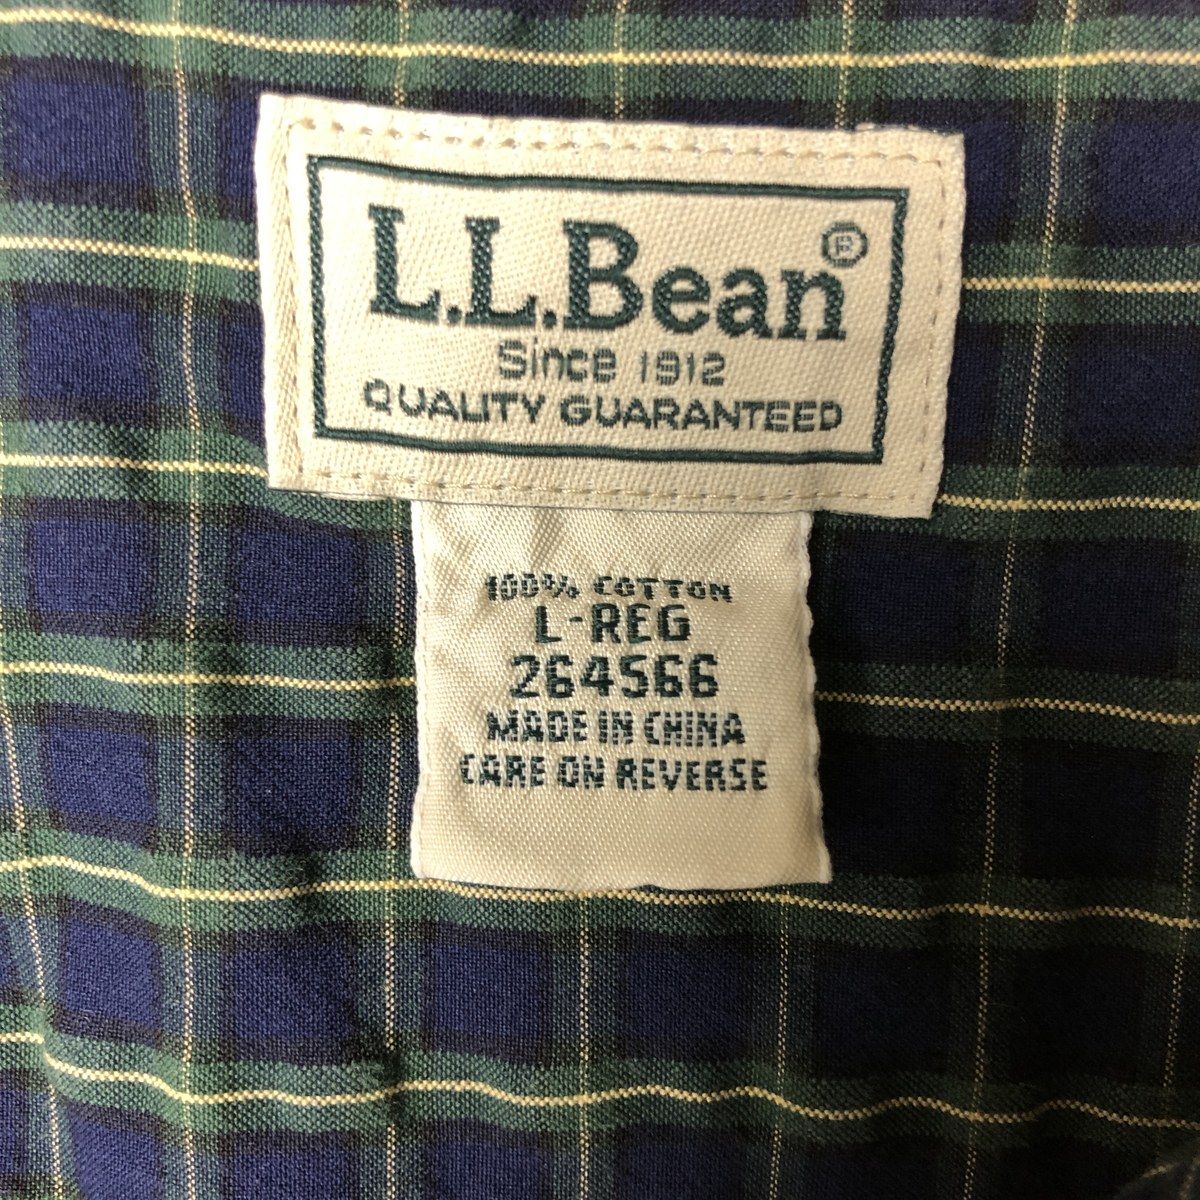 L.L.Bean®
Since 1912
QUALITY GUARANTEED
100% COTTON
L-REG
264566
MADE IN CHINA
CARE ON REVERSE